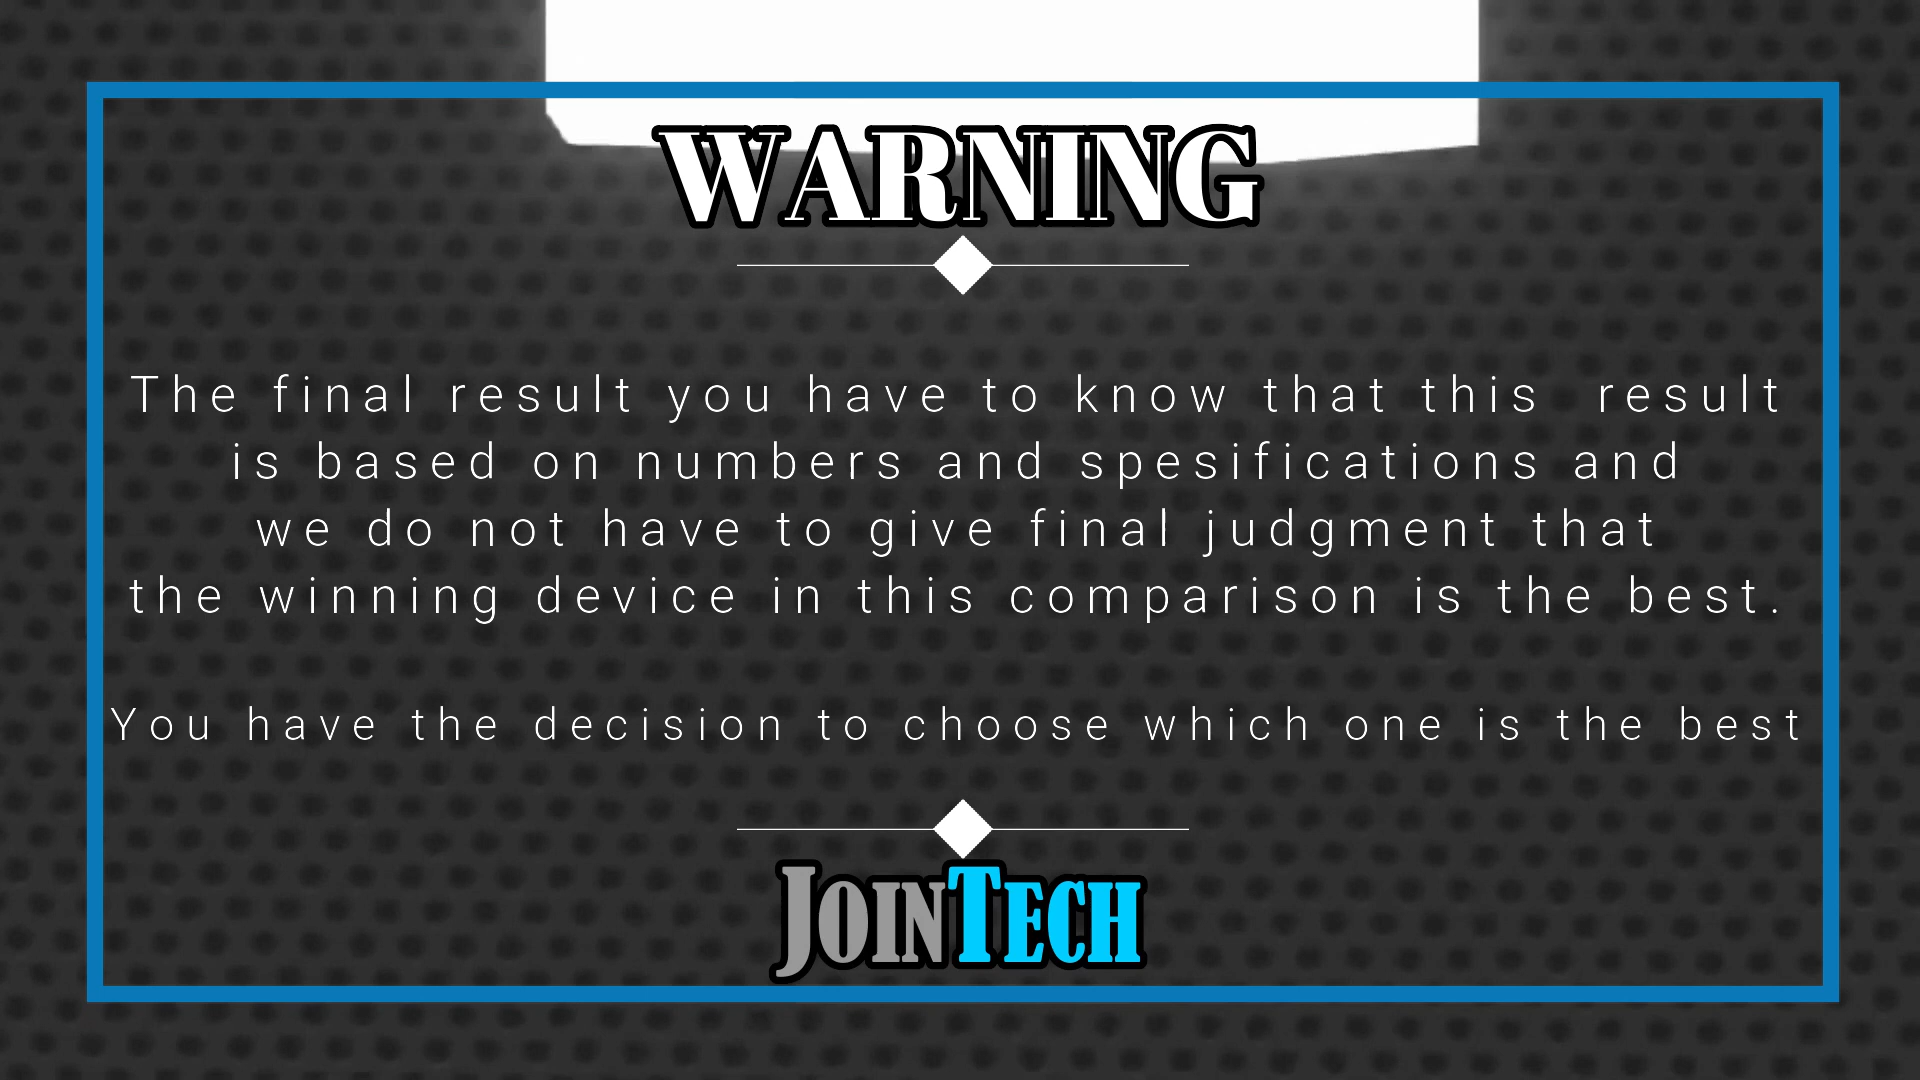 WARNING
The final result you have to know that this result
is based on numbers and spesifications and
we do not have to give final judgment that
the winning device in this comparison is the best.
You have the decision to choose which one is the best
JOINTECH